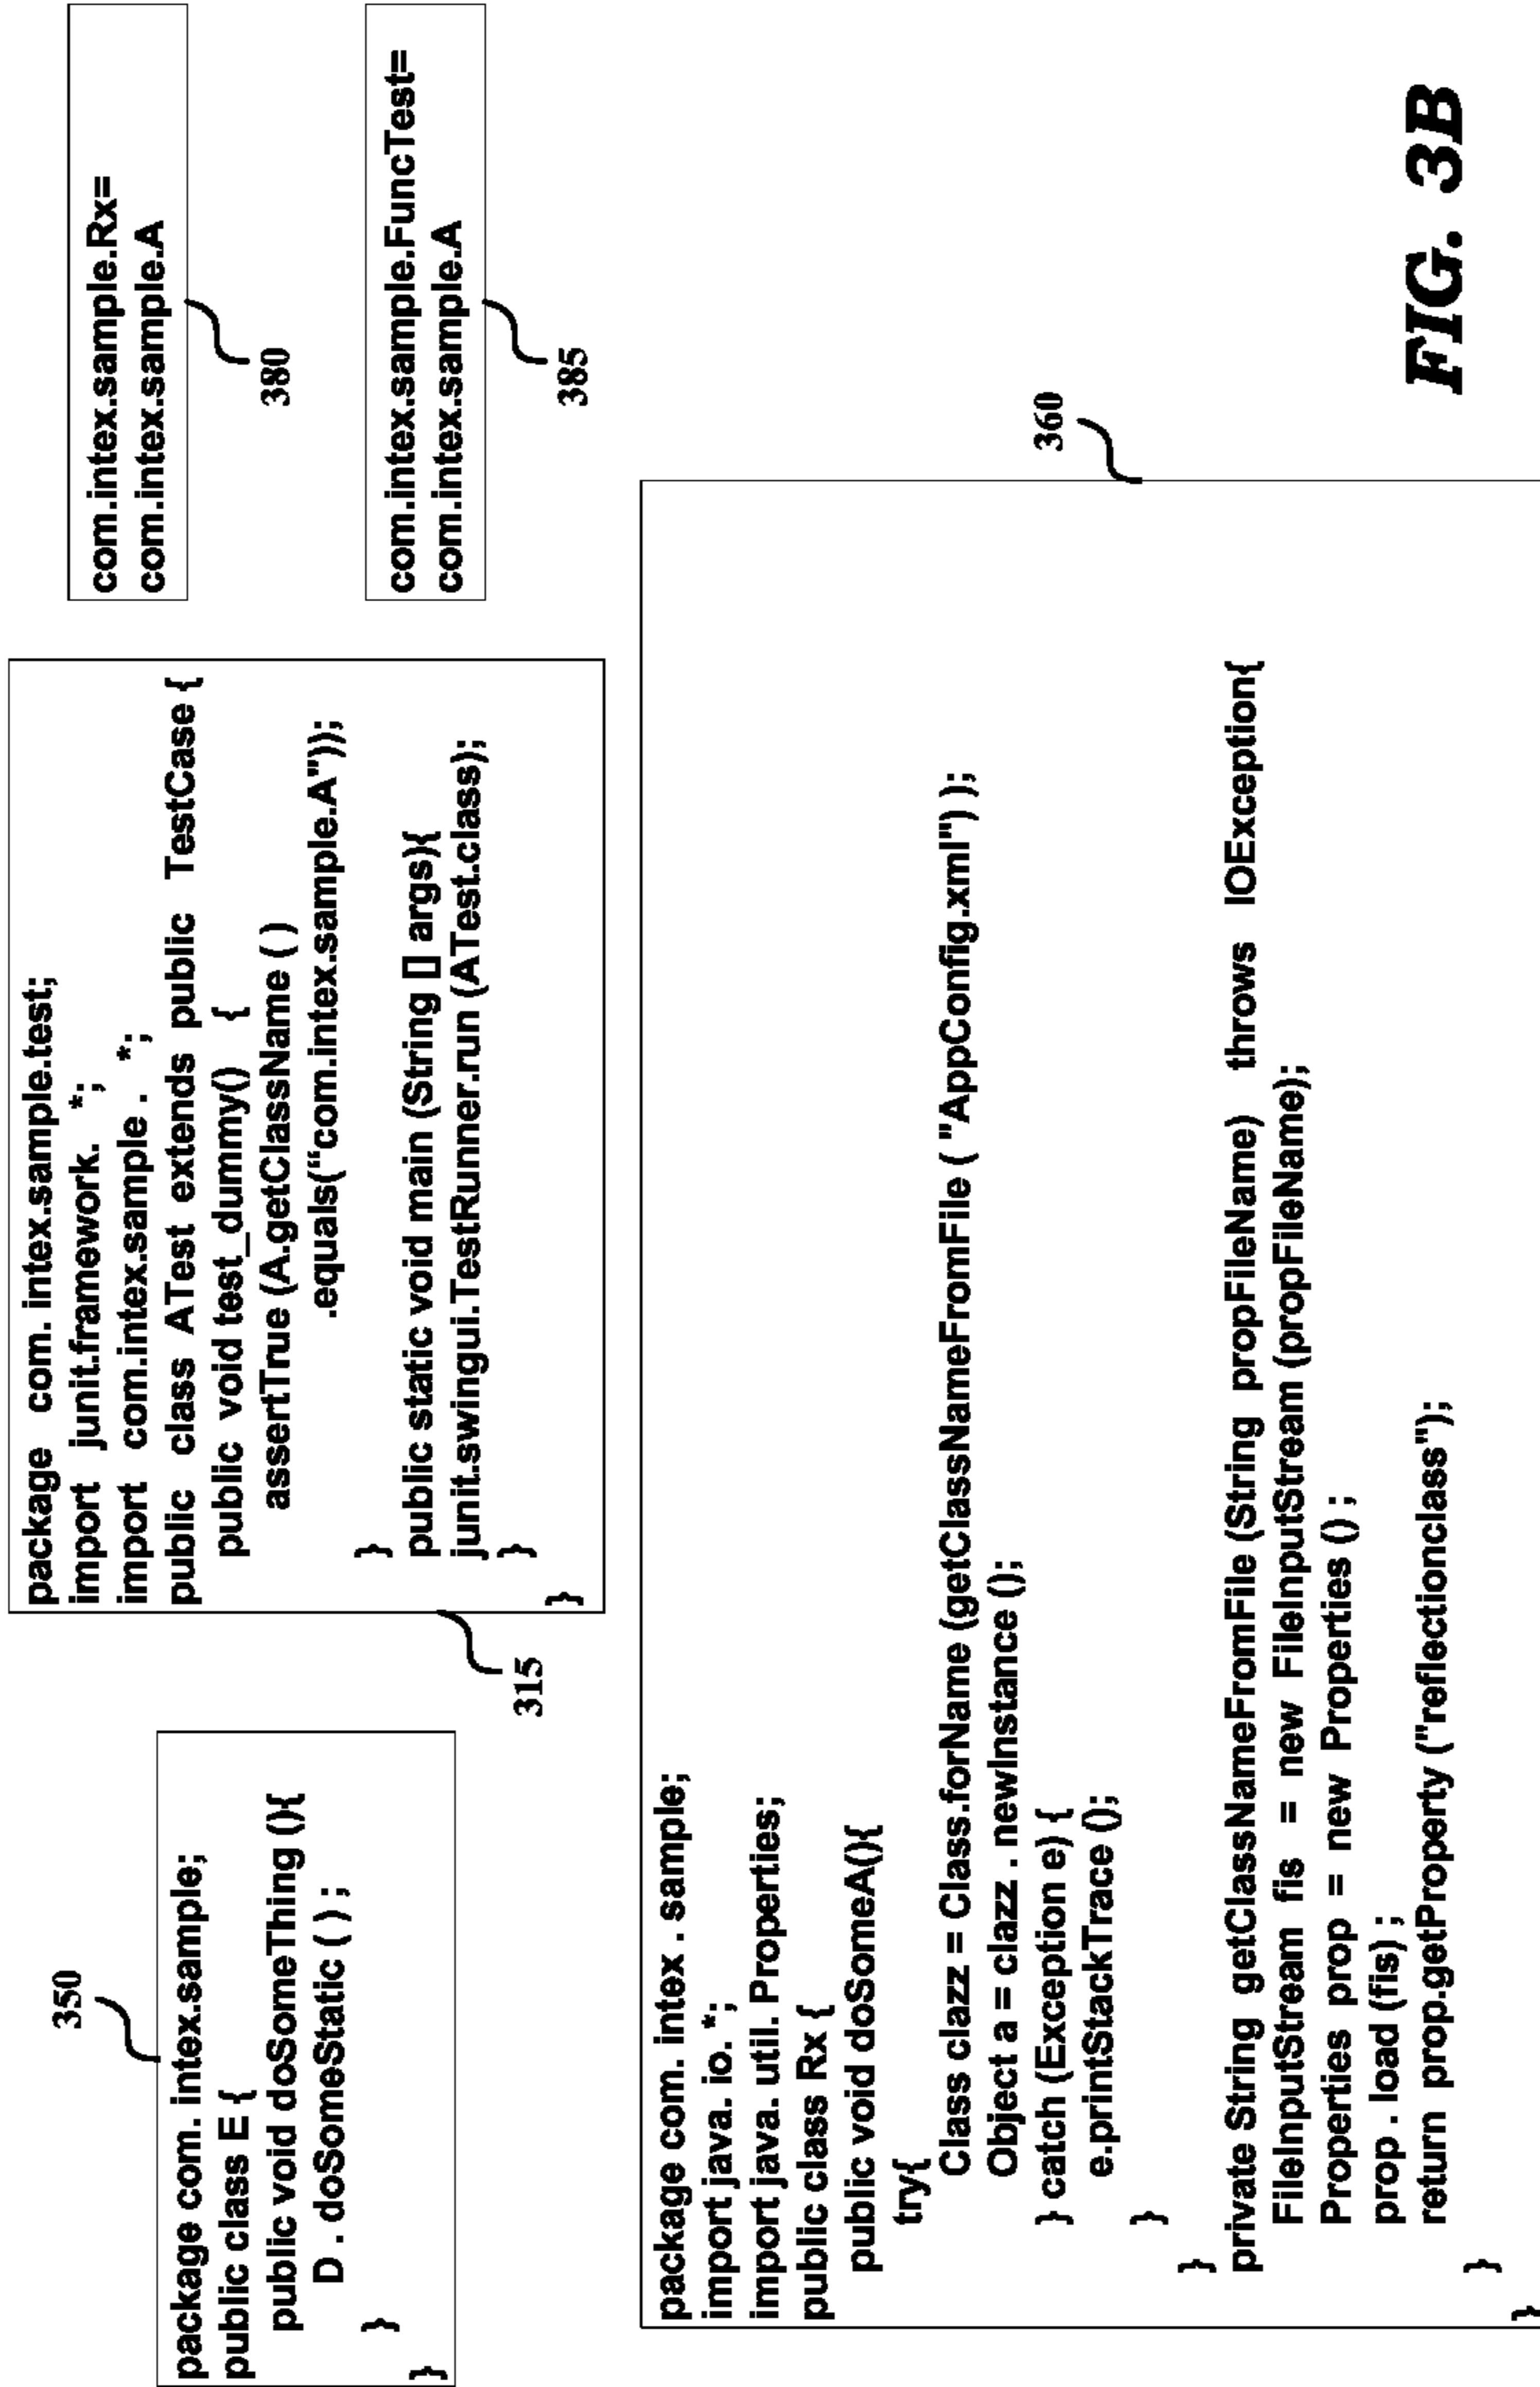 350
package com. intex.sample;
public class E {
public void doSomeThing (){
D . doSomeStatic ( ) ;
}
}
package com. intex.sample.test;
import junit.framework. *;
import com.intex.sample . *;
public class ATest extends public TestCase {
public void test_dummy() {
assertTrue (A.getClassName ( )
.equals(“com.intex.sample.A"));
}
public static void main (String [] args){
junit.swingui.TestRunner.run (ATest.class);
}
}
315
com.intex.sample.Rx=
com.intex.sample.A
380
com.intex.sample.FuncTest=
com.intex.sample.A
385
package com. intex . sample;
import java. io. *;
import java. util. Properties;
public class Rx {
public void doSomeA(){
try{
Class clazz = Class.forName (getClassNameFromFile ( "AppConfig.xml") );
Object a = clazz . newInstance ();
} catch (Exception e) {
e.printStackTrace ();
}
}
private String getClassNameFromFile (String propFileName) throws IOException{
FileInputStream fis = new FileInputStream (propFileName);
Properties prop = new Properties () ;
prop . load (fis) ;
return prop.getProperty ("reflectionclass");
}
}
360
FIG. 3B